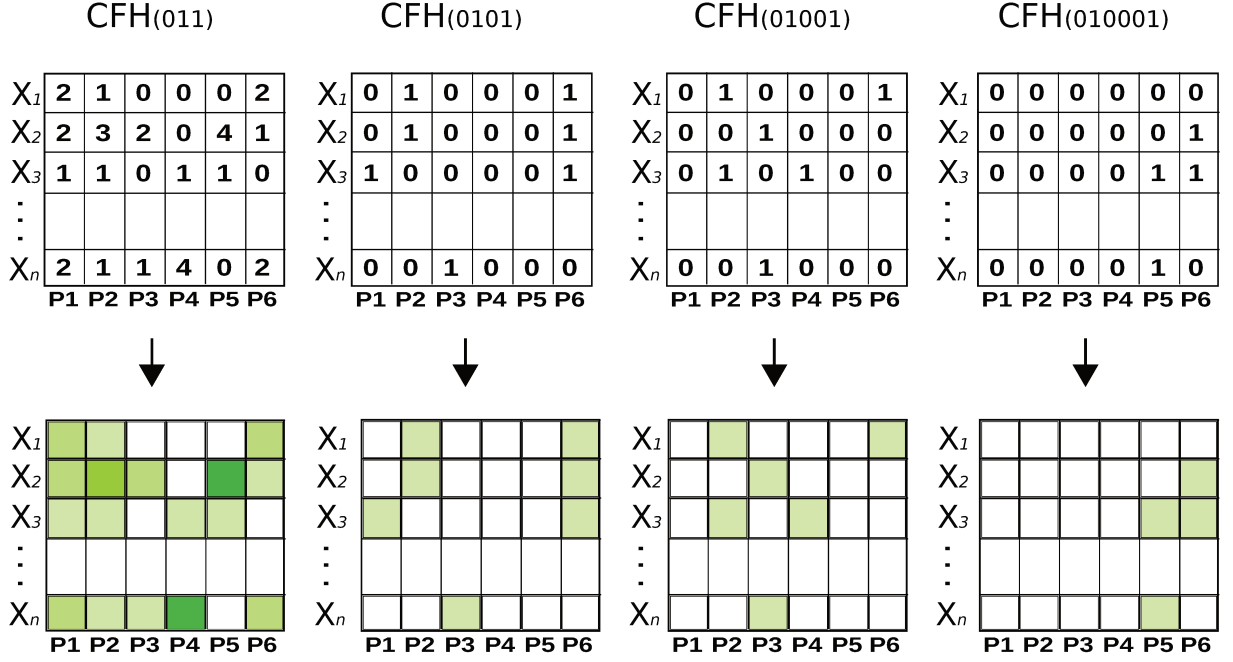 CFH(011) CFH(0101) CFH(01001) CFH(010001)
X1 2 1 0 0 0 2 X1 0 1 0 0 0 1 X1 0 1 0 0 0 1 X1 0 0 0 0 0 0
X2 2 3 2 0 4 1 X2 0 1 0 0 0 1 X2 0 0 1 0 0 0 X2 0 0 0 0 0 1
X3 1 1 0 1 1 0 X3 1 0 0 0 0 1 X3 0 1 0 1 0 0 X3 0 0 0 0 1 1
Xn 2 1 1 4 0 2 Xn 0 0 1 0 0 0 Xn 0 0 1 0 0 0 Xn 0 0 0 0 1 0
P1 P2 P3 P4 P5 P6 P1 P2 P3 P4 P5 P6 P1 P2 P3 P4 P5 P6 P1 P2 P3 P4 P5 P6
X1 X1 X1 X1
X2 X2 X2 X2
X3 X3 X3 X3
Xn Xn Xn Xn
P1 P2 P3 P4 P5 P6 P1 P2 P3 P4 P5 P6 P1 P2 P3 P4 P5 P6 P1 P2 P3 P4 P5 P6